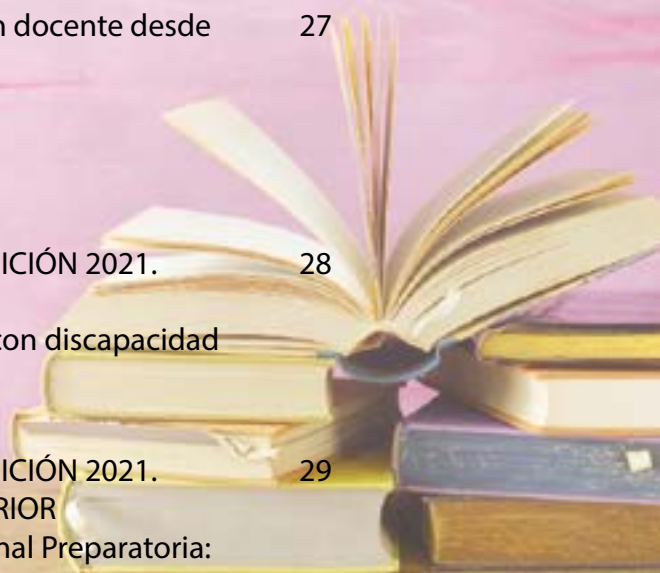 n docente desde 27
ICIÓN 2021. 28
con discapacidad
ICIÓN 2021. 29
RIOR
nal Preparatoria: